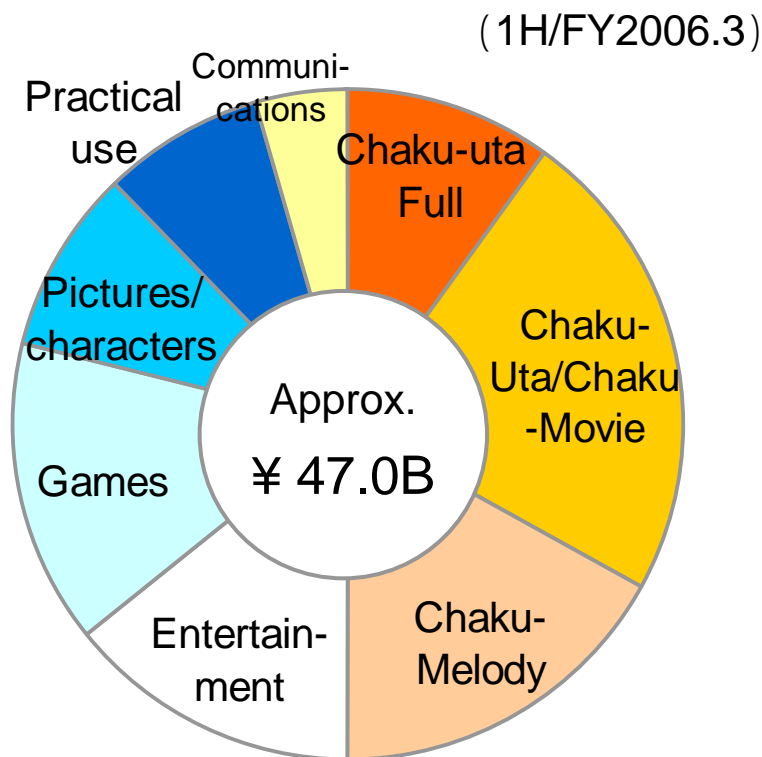 (1H/FY2006.3)
Communi-
cations
Practical
use
Chaku-uta
Full
Pictures/
characters
Chaku-
Uta/Chaku
-Movie
Approx.
¥ 47.0B
Games
Entertain-
ment
Chaku-
Melody